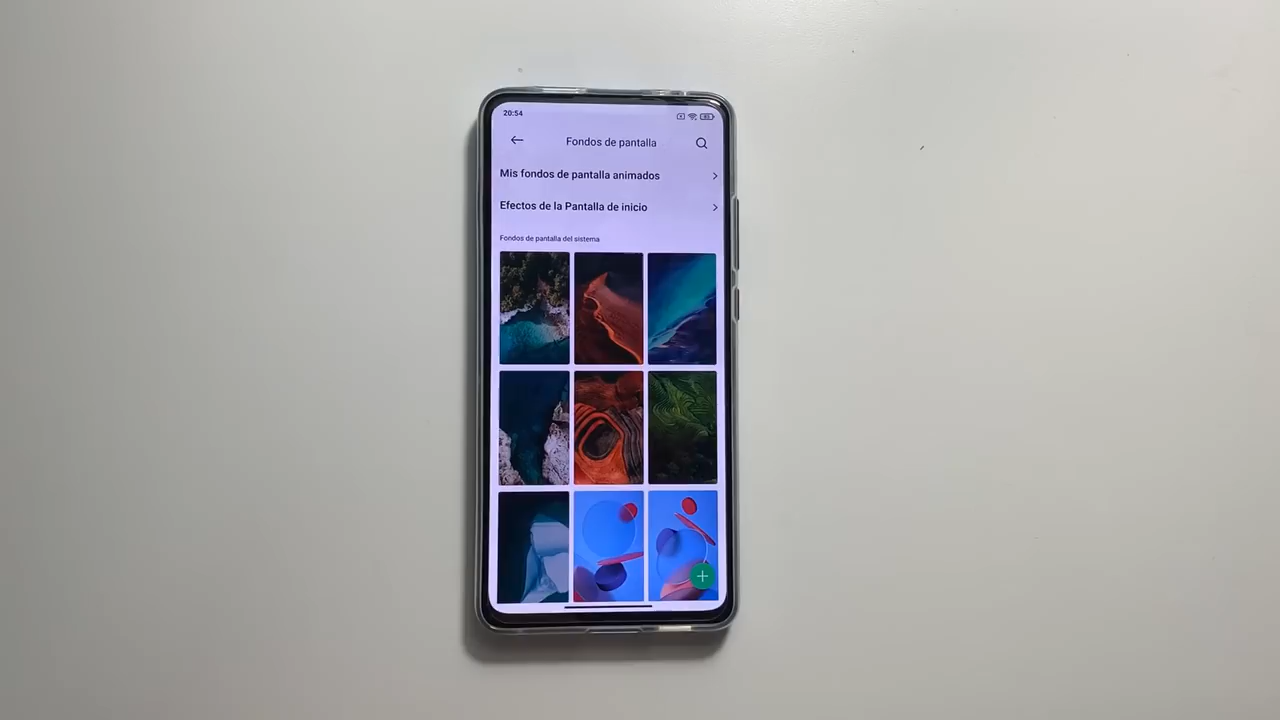 20:54
Fondos de pantalla
Mis fondos de pantalla animados
Efectos de la Pantalla de inicio
Fondos de pantalla del sistema